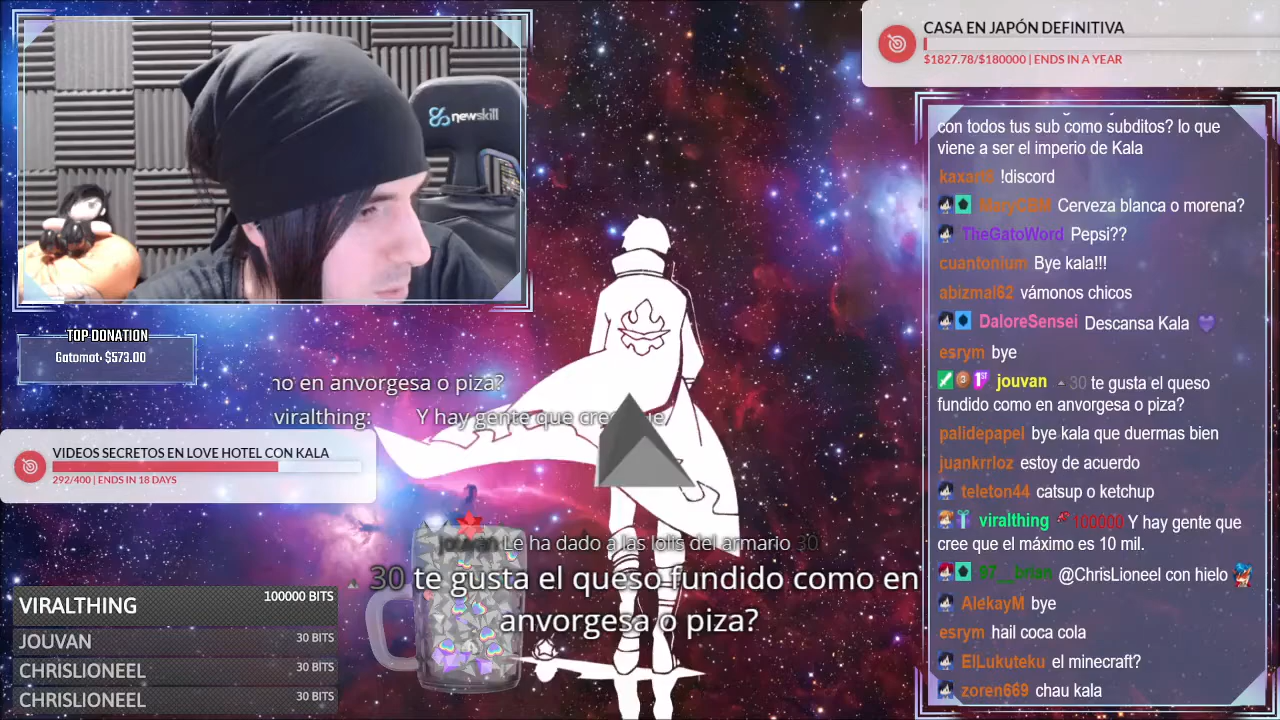 CASA EN JAPÓN DEFINITIVA
$1827.78/$180000 | ENDS IN A YEAR
newskill
con todos tus sub como subditos? lo que
viene a ser el imperio de Kala
!discord
MaryCBM Cerveza blanca o morena?
TheGatoWord Pepsi??
cuantonium Bye kala!!!
abizmal62 vámonos chicos
DaloreSensei Descansa Kala
esrym bye
jouvan 30 te gusta el queso
fundido como en anvorgesa o piza?
palidepapel bye kala que duermas bien
juankrrloz estoy de acuerdo
teleton44 catsup o ketchup
viralthing 100000 Y hay gente que
cree que el máximo es 10 mil.
97__brian @ChrisLioneel con hielo
AlekayM bye
esrym hail coca cola
ElLukuteku el minecraft?
zoren669 chau kala
TOP DONATION
Gatomat: $573.00
no en anvorgesa o piza?
viralthing: Y hay gente que cree que
VIDEOS SECRETOS EN LOVE HOTEL CON KALA
292/400 | ENDS IN 18 DAYS
jouvan Le ha dado a las lolis del armario 30
30 te gusta el queso fundido como en
anvorgesa o piza?
VIRALTHING 100000 BITS
JOUVAN 30 BITS
CHRISLIONEEL 30 BITS
CHRISLIONEEL 30 BITS